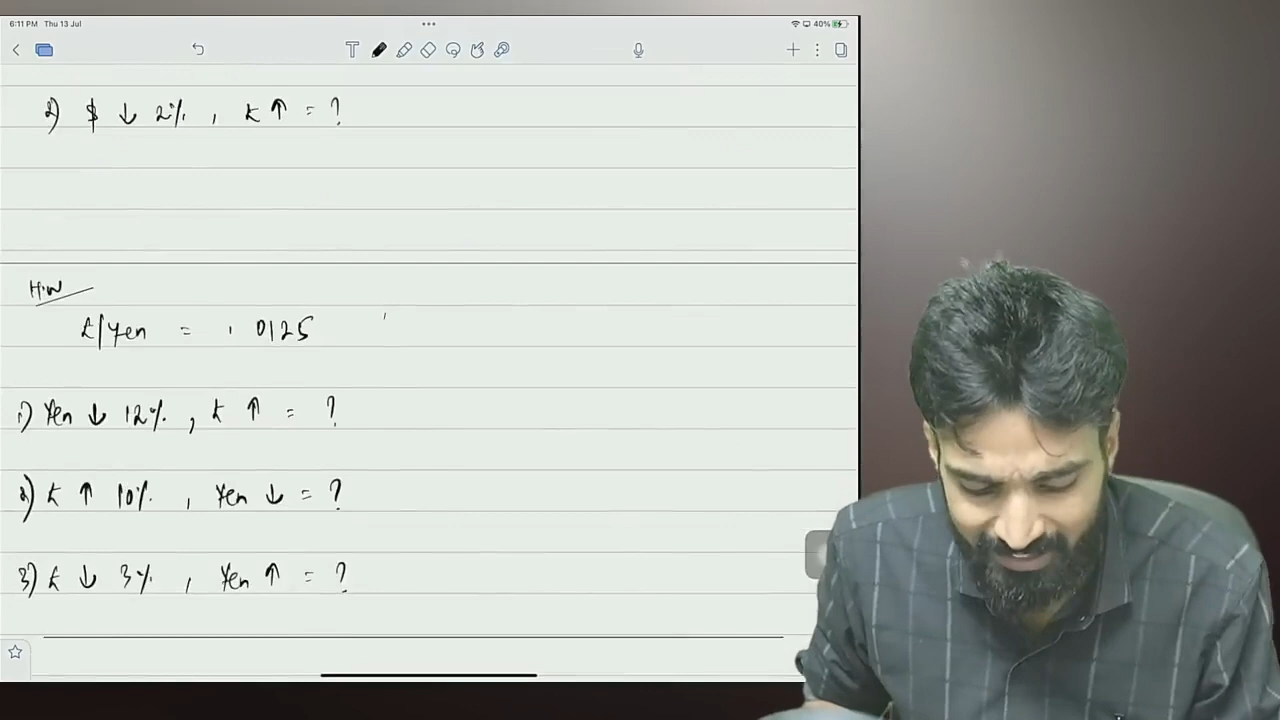 6:11 PM Thu 13 Jul
40%
2) $ ↓ 2%, £ ↑ = ?
H.W
£/Yen = .0125
1) Yen ↓ 12%, £ ↑ = ?
2) £ ↑ 10%, Yen ↓ = ?
3) £ ↓ 3%, Yen ↑ = ?